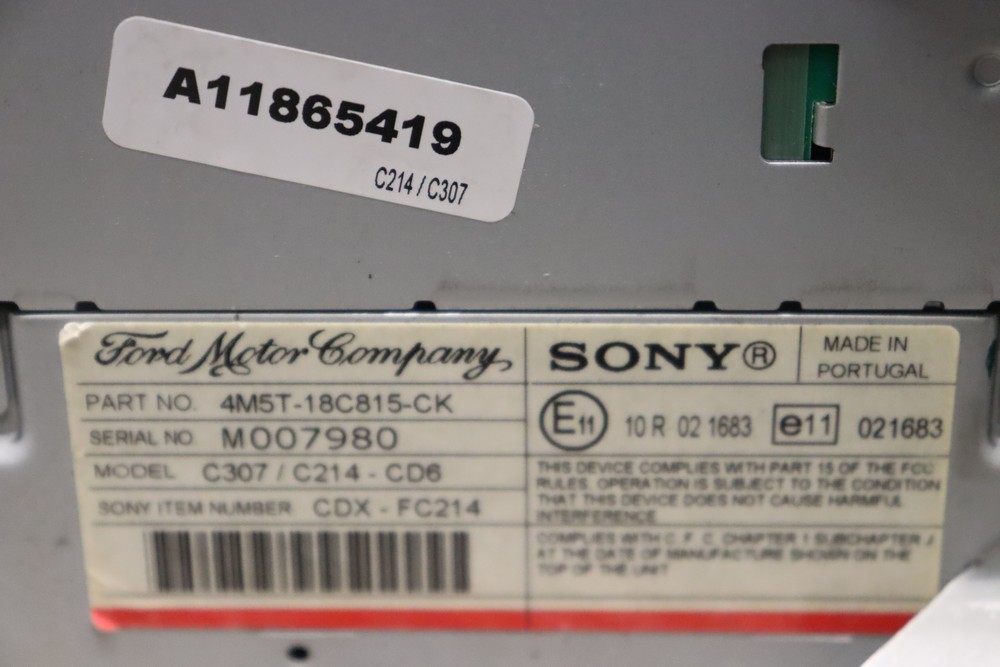 A11865419
C214 / C307
Ford Motor Company
PART NO. 4M5T-18C815-CK
SERIAL NO. M007980
MODEL C307 / C214 - CD6
SONY ITEM NUMBER CDX - FC214
SONY®
MADE IN
PORTUGAL
E11 10 R 02 1683 e11 021683
THIS DEVICE COMPLIES WITH PART 15 OF THE FCC
RULES. OPERATION IS SUBJECT TO THE CONDITION
THAT THIS DEVICE DOES NOT CAUSE HARMFUL
INTERFERENCE
COMPLIES WITH C. F. C. CHAPTER 1 SUBCHAPTER J
AT THE DATE OF MANUFACTURE SHOWN ON THE
TOP OF THE UNIT